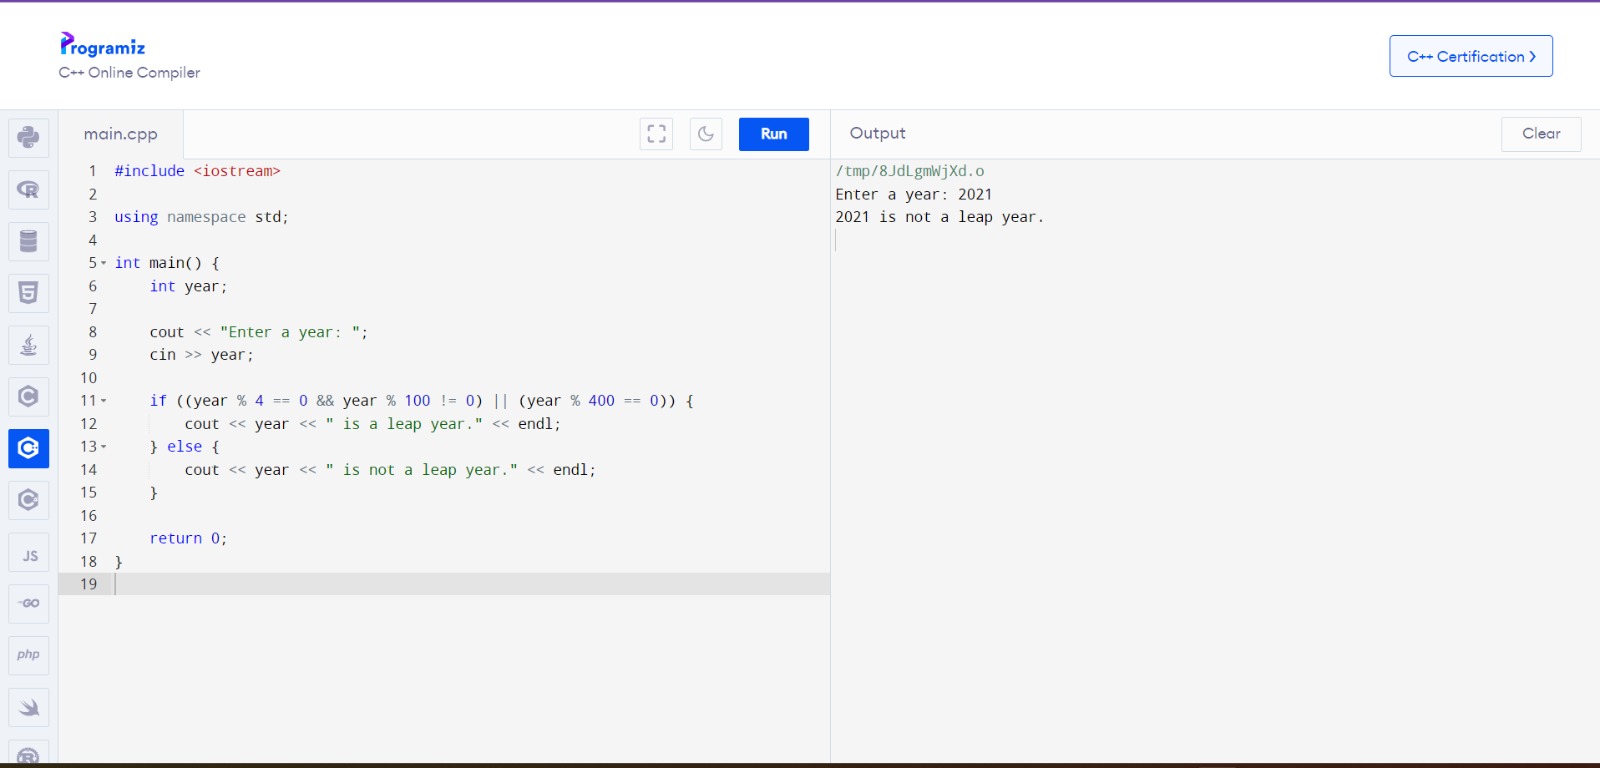 Programiz
C++ Online Compiler
C++ Certification >
main.cpp
Run
Output
Clear
1 #include <iostream>
2
3 using namespace std;
4
5 int main() {
6     int year;
7
8     cout << "Enter a year: ";
9     cin >> year;
10
11     if ((year % 4 == 0 && year % 100 != 0) || (year % 400 == 0)) {
12         cout << year << " is a leap year." << endl;
13     } else {
14         cout << year << " is not a leap year." << endl;
15     }
16
17     return 0;
18 }
19
/tmp/8JdLgmWjXd.o
Enter a year: 2021
2021 is not a leap year.
R
5
C
C
C
JS
GO
php
R